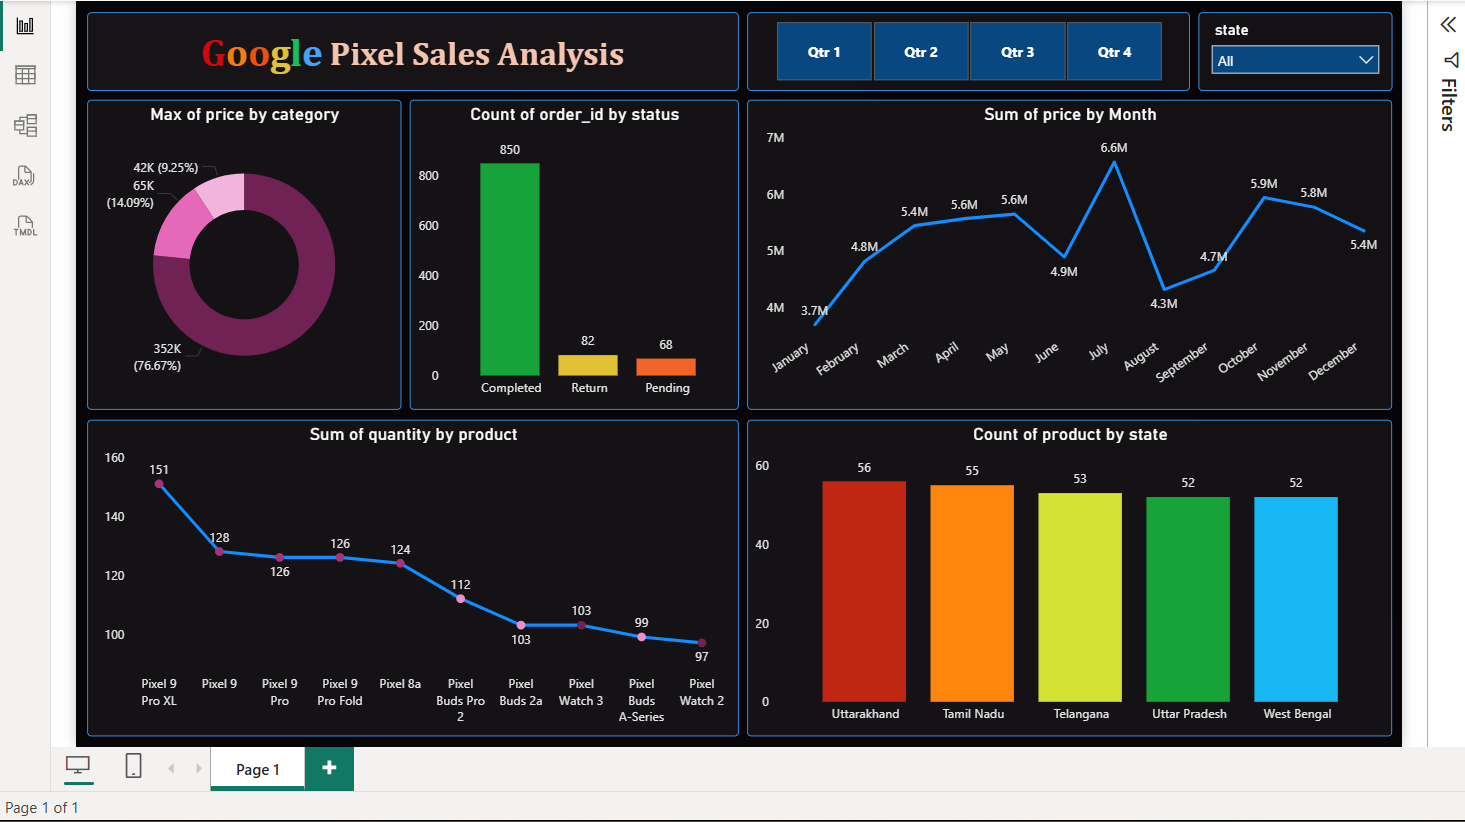 Google Pixel Sales Analysis
Qtr 1
Qtr 2
Qtr 3
Qtr 4
state
All
Filters
DAX
TMDL
Max of price by category
42K (9.25%)
65K
(14.09%)
352K
(76.67%)
Count of order_id by status
800
600
400
200
0
850
82
68
Completed
Return
Pending
Sum of price by Month
7M
6M
5M
4M
3.7M
4.8M
5.4M
5.6M
5.6M
4.9M
6.6M
4.3M
4.7M
5.9M
5.8M
5.4M
January
February
March
April
May
June
July
August
September
October
November
December
Sum of quantity by product
160
140
120
100
151
128
126
126
124
112
103
103
99
97
Pixel 9
Pro XL
Pixel 9
Pixel 9
Pro
Pixel 9
Pro Fold
Pixel 8a
Pixel
Buds Pro
2
Pixel
Buds 2a
Pixel
Watch 3
Pixel
Buds
A-Series
Pixel
Watch 2
Count of product by state
60
40
20
0
56
55
53
52
52
Uttarakhand
Tamil Nadu
Telangana
Uttar Pradesh
West Bengal
Page 1
Page 1 of 1